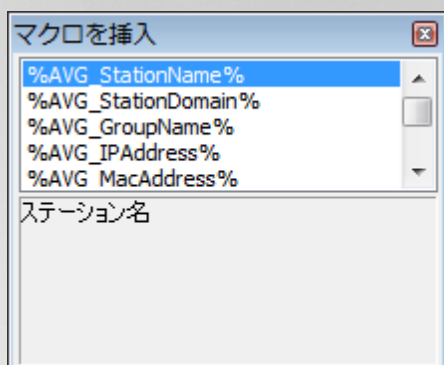 マクロを挿入
%AVG_StationName%
%AVG_StationDomain%
%AVG_GroupName%
%AVG_IPAddress%
%AVG_MacAddress%
ステーション名